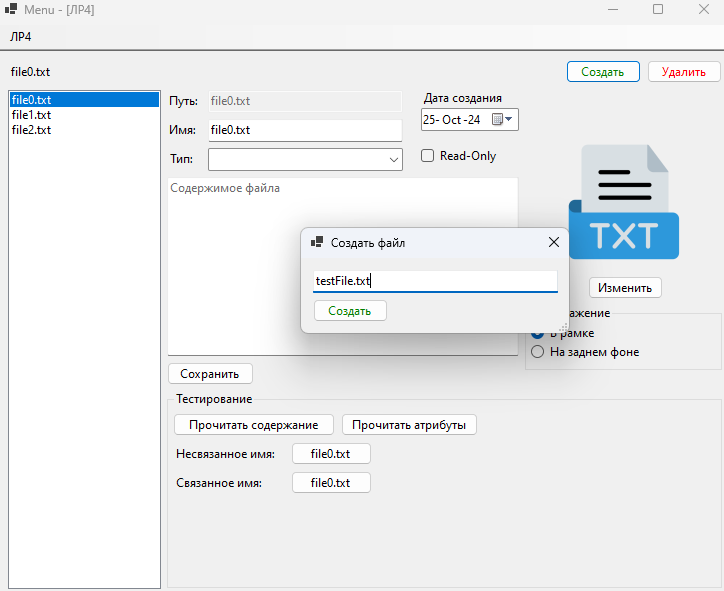 Menu - [ЛР4]
ЛР4
file0.txt
Создать
Удалить
file0.txt
file1.txt
file2.txt
Путь:
file0.txt
Имя:
file0.txt
Тип:
Дата создания
25- Oct -24
Read-Only
Содержимое файла
TXT
Изменить
Создать файл
testFile.txt
Создать
ажение
В рамке
На заднем фоне
Сохранить
Тестирование
Прочитать содержание
Прочитать атрибуты
Несвязанное имя:
file0.txt
Связанное имя:
file0.txt